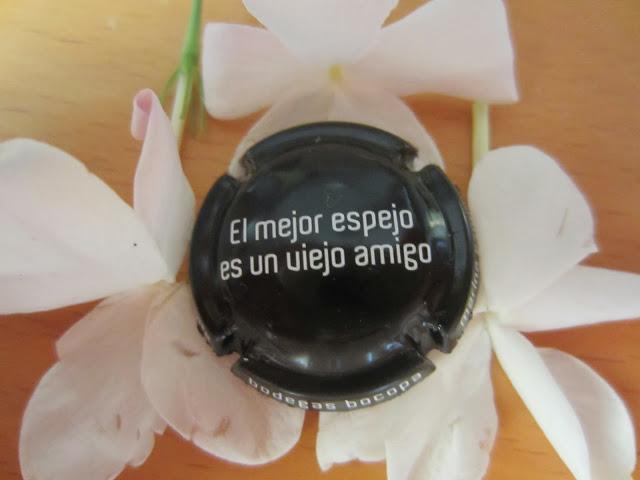 El mejor espejo
es un viejo amigo
bodegas bocopa